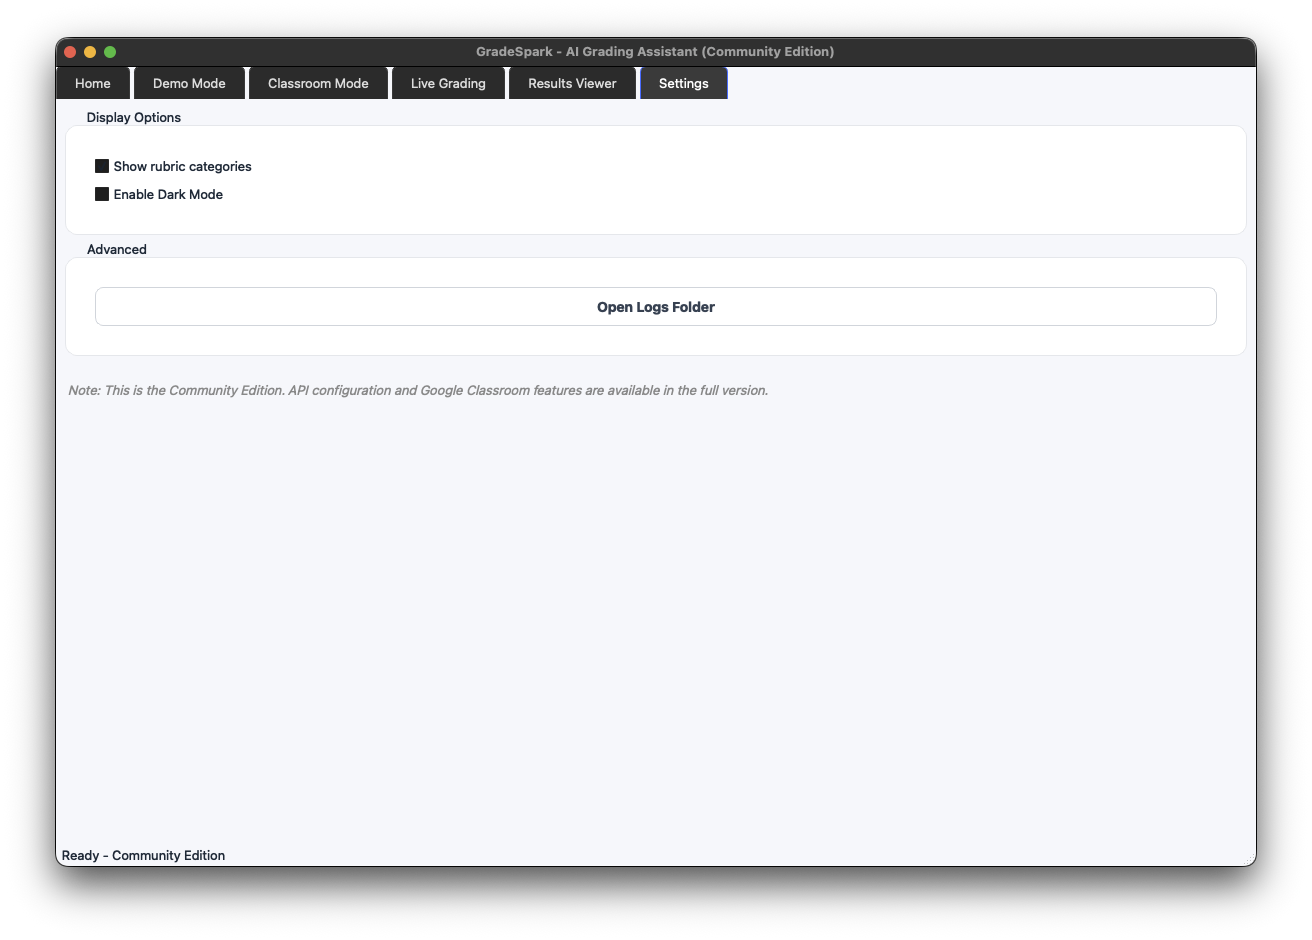 GradeSpark - AI Grading Assistant (Community Edition)
Home Demo Mode Classroom Mode Live Grading Results Viewer Settings
Display Options
Show rubric categories
Enable Dark Mode
Advanced
Open Logs Folder
Note: This is the Community Edition. API configuration and Google Classroom features are available in the full version.
Ready - Community Edition